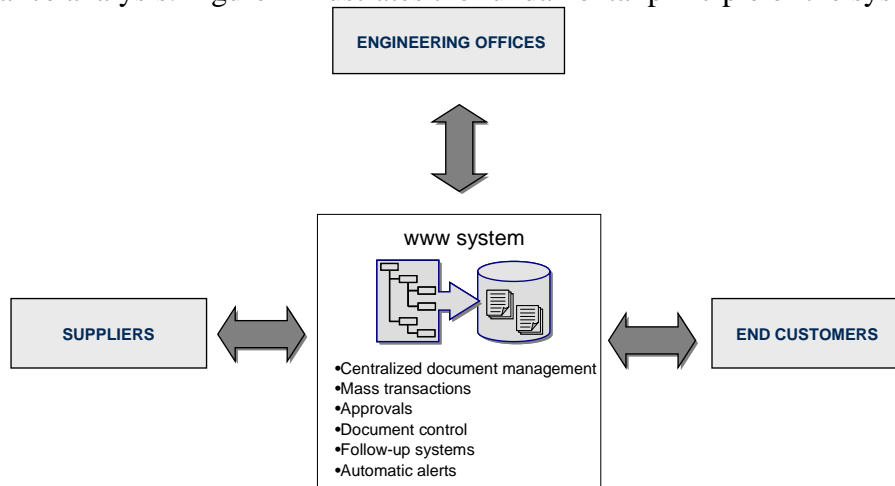 ENGINEERING OFFICES
www system
SUPPLIERS
END CUSTOMERS
•Centralized document management
•Mass transactions
•Approvals
•Document control
•Follow-up systems
•Automatic alerts